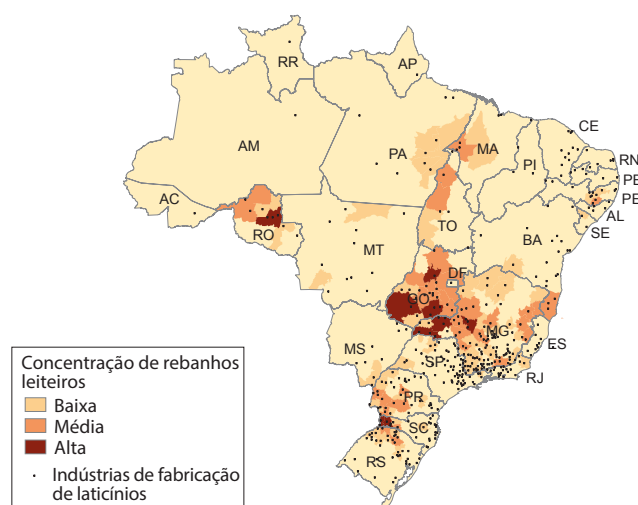 RR
AP
AM
PA
MA
CE
PI
RN
PB
PE
AL
SE
AC
RO
TO
MT
BA
DF
GO
MG
ES
MS
SP
RJ
PR
SC
RS
Concentração de rebanhos
leiteiros
Baixa
Média
Alta
Indústrias de fabricação
de laticínios